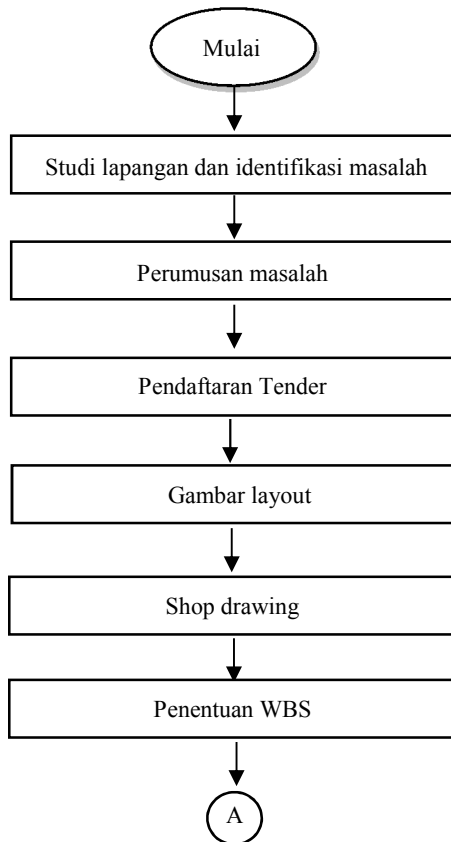 Mulai
Studi lapangan dan identifikasi masalah
Perumusan masalah
Pendaftaran Tender
Gambar layout
Shop drawing
Penentuan WBS
A